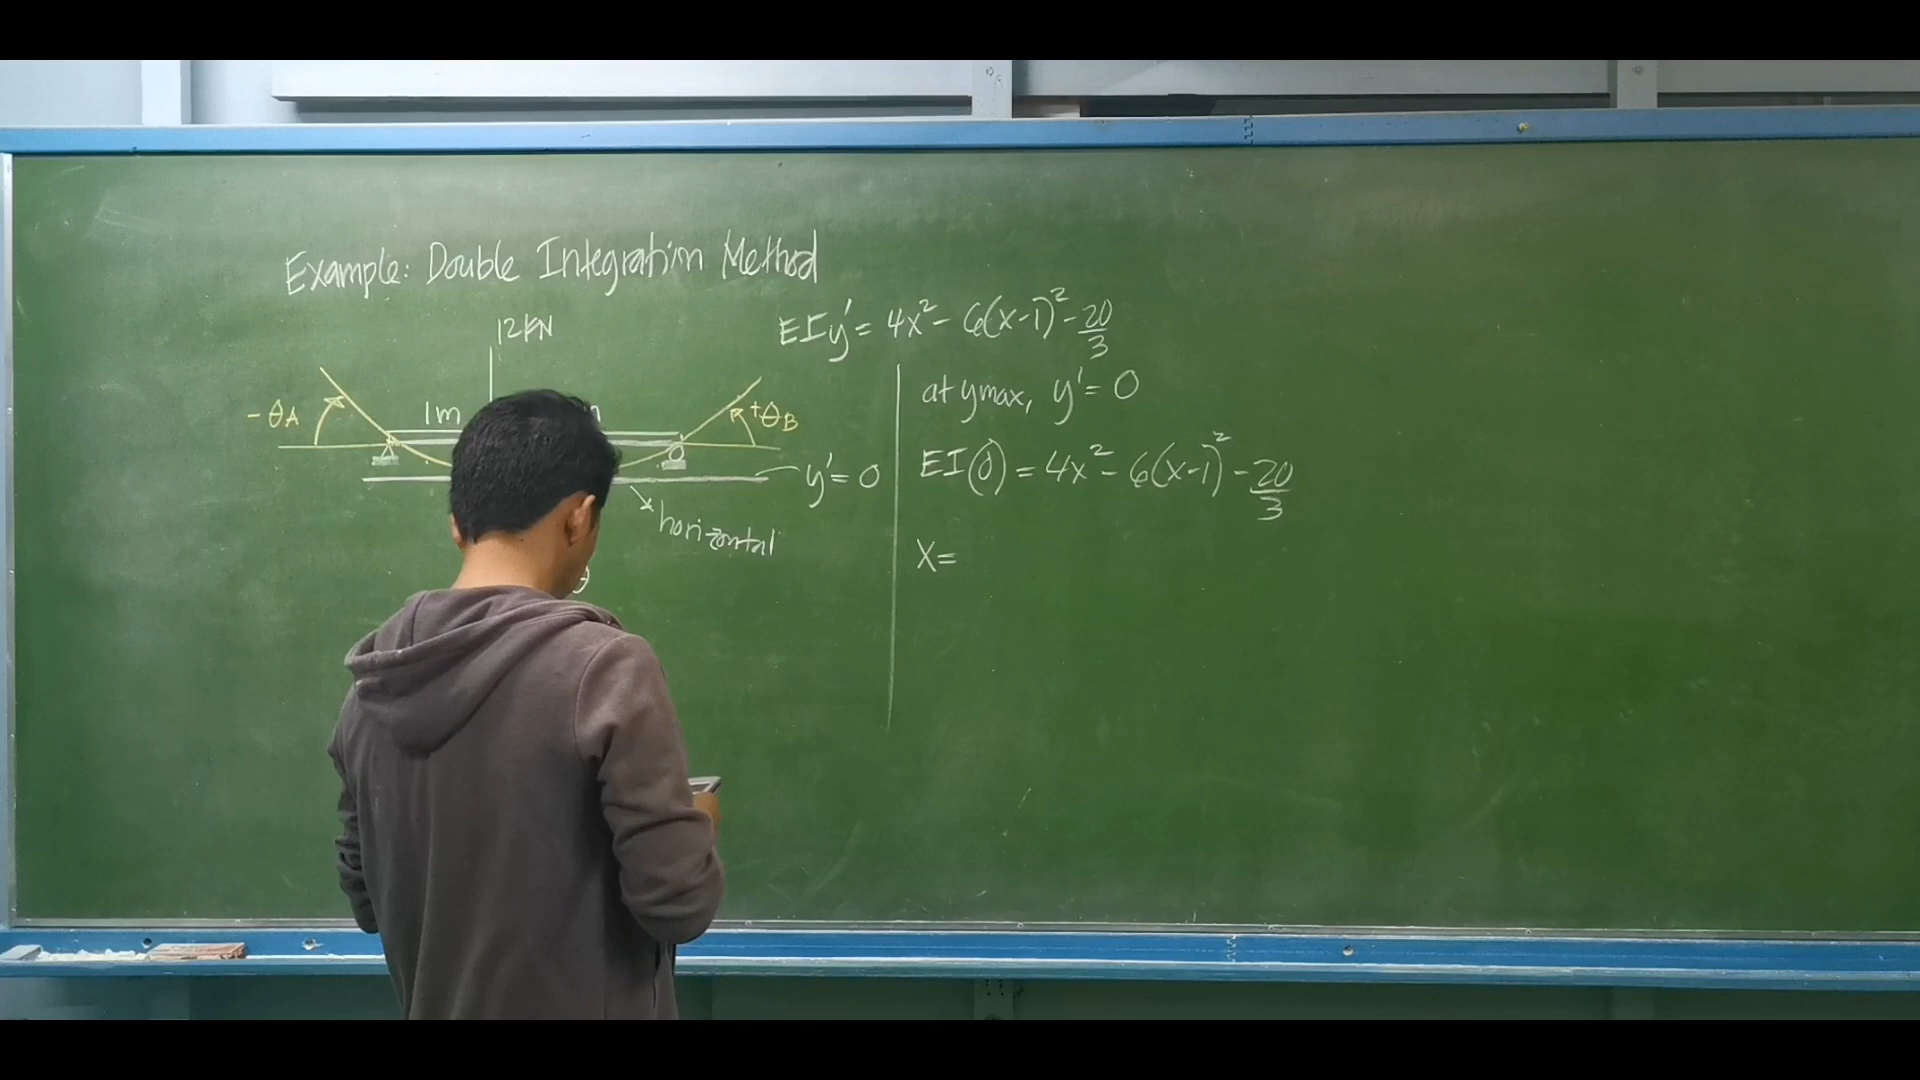 Example: Double Integration Method
12KN
EIy' = 4x² - 6(x-1)² - 20/3
at ymax, y' = 0
-θA
1m
+θB
EI(0) = 4x² - 6(x-1)² - 20/3
y' = 0
horizontal
X=